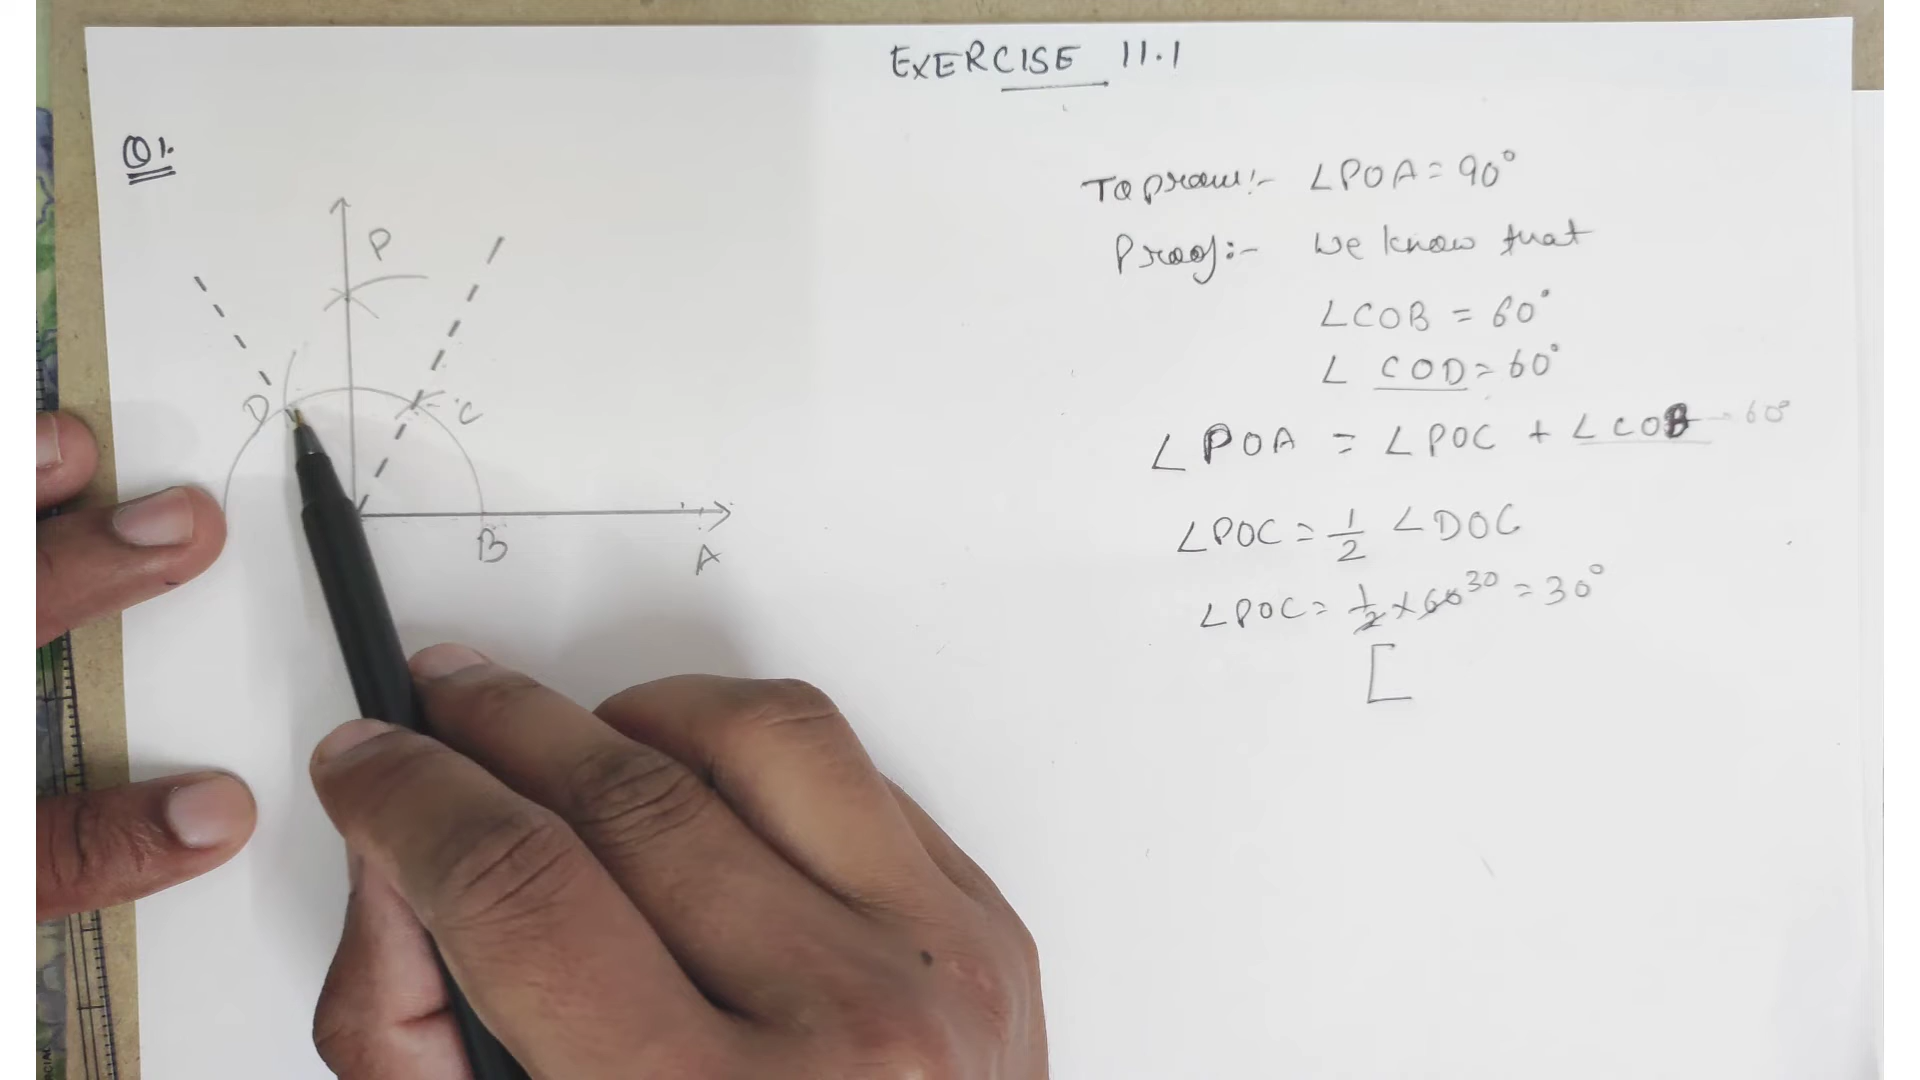 EXERCISE 11.1
Q1.
P
D
C
B
A
To prove:- ∠POA = 90°
Proof:- We know that
∠COB = 60°
∠ COD = 60°
∠POA = ∠POC + ∠COB 60°
∠POC = 1/2 ∠DOC
∠POC = 1/2 × 60 30 = 30°
[